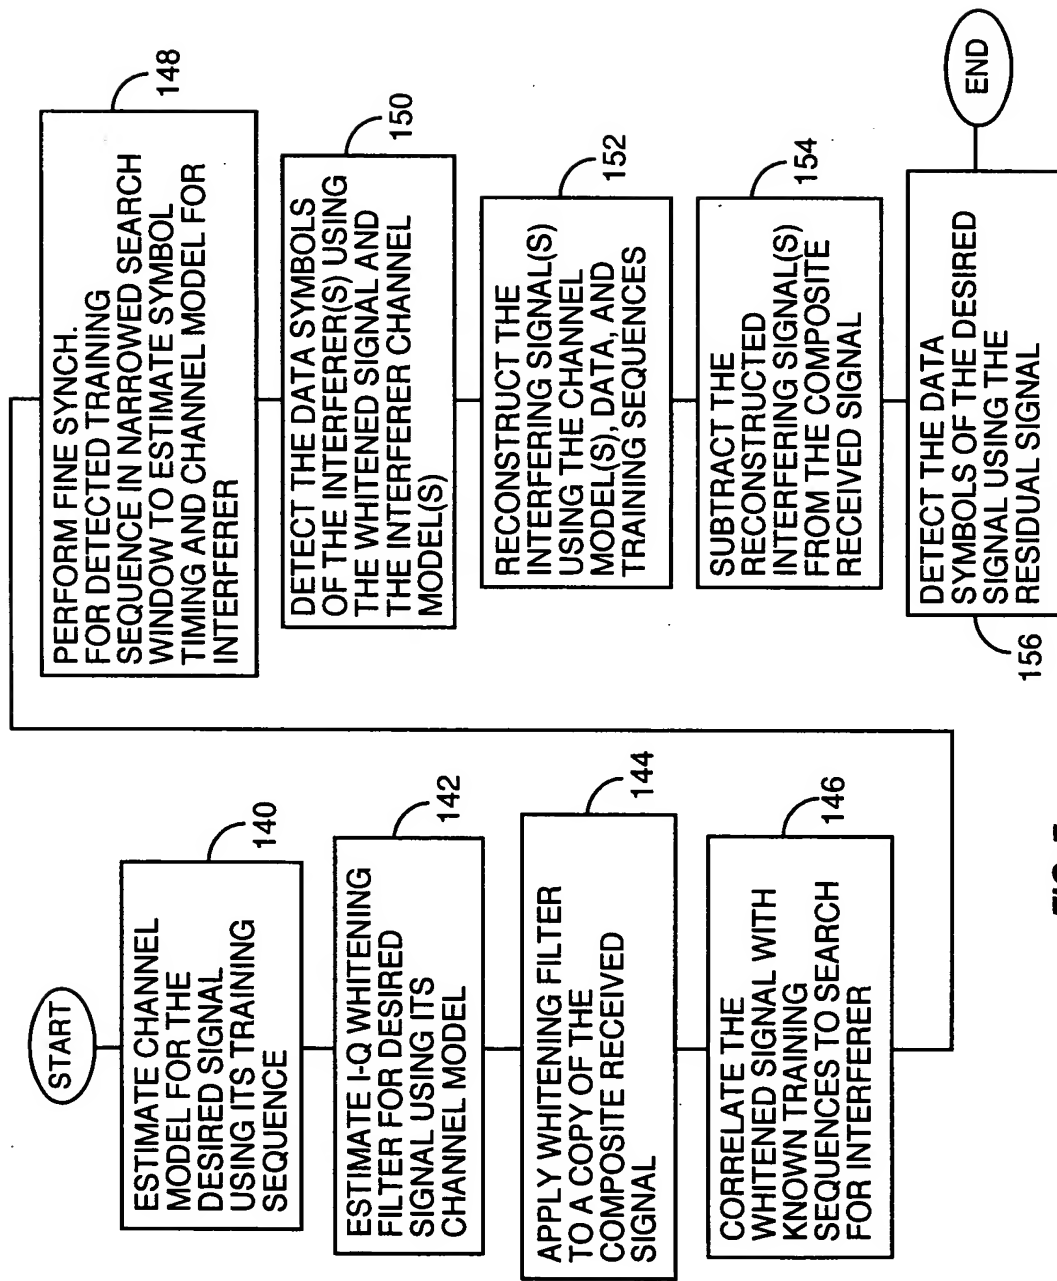 START
ESTIMATE CHANNEL
MODEL FOR THE
DESIRED SIGNAL
USING ITS TRAINING
SEQUENCE
140
ESTIMATE I-Q WHITENING
FILTER FOR DESIRED
SIGNAL USING ITS
CHANNEL MODEL
142
APPLY WHITENING FILTER
TO A COPY OF THE
COMPOSITE RECEIVED
SIGNAL
144
CORRELATE THE
WHITENED SIGNAL WITH
KNOWN TRAINING
SEQUENCES TO SEARCH
FOR INTERFERER
146
PERFORM FINE SYNCH.
FOR DETECTED TRAINING
SEQUENCE IN NARROWED SEARCH
WINDOW TO ESTIMATE SYMBOL
TIMING AND CHANNEL MODEL FOR
INTERFERER
148
DETECT THE DATA SYMBOLS
OF THE INTERFERER(S) USING
THE WHITENED SIGNAL AND
THE INTERFERER CHANNEL
MODEL(S)
150
RECONSTRUCT THE
INTERFERING SIGNAL(S)
USING THE CHANNEL
MODEL(S), DATA, AND
TRAINING SEQUENCES
152
SUBTRACT THE
RECONSTRUCTED
INTERFERING SIGNAL(S)
FROM THE COMPOSITE
RECEIVED SIGNAL
154
DETECT THE DATA
SYMBOLS OF THE DESIRED
SIGNAL USING THE
RESIDUAL SIGNAL
156
END